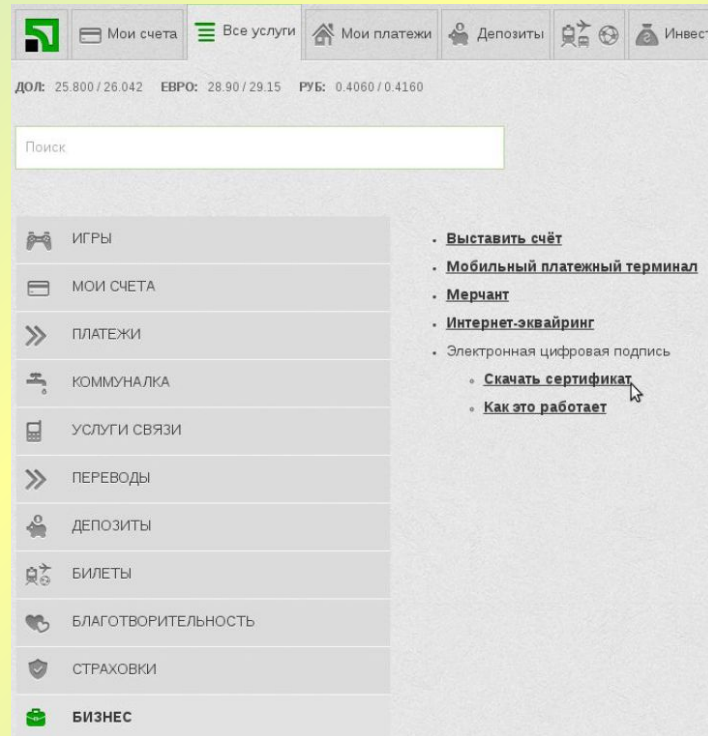 Мои счета Все услуги Мои платежи Депозиты Инвест
ДОЛ: 25.800 / 26.042 ЕВРО: 28.90 / 29.15 РУБ: 0.4060 / 0.4160
Поиск
ИГРЫ
МОИ СЧЕТА
ПЛАТЕЖИ
КОММУНАЛКА
УСЛУГИ СВЯЗИ
ПЕРЕВОДЫ
ДЕПОЗИТЫ
БИЛЕТЫ
БЛАГОТВОРИТЕЛЬНОСТЬ
СТРАХОВКИ
БИЗНЕС
Выставить счёт
Мобильный платежный терминал
Мерчант
Интернет-эквайринг
Электронная цифровая подпись
Скачать сертификат
Как это работает